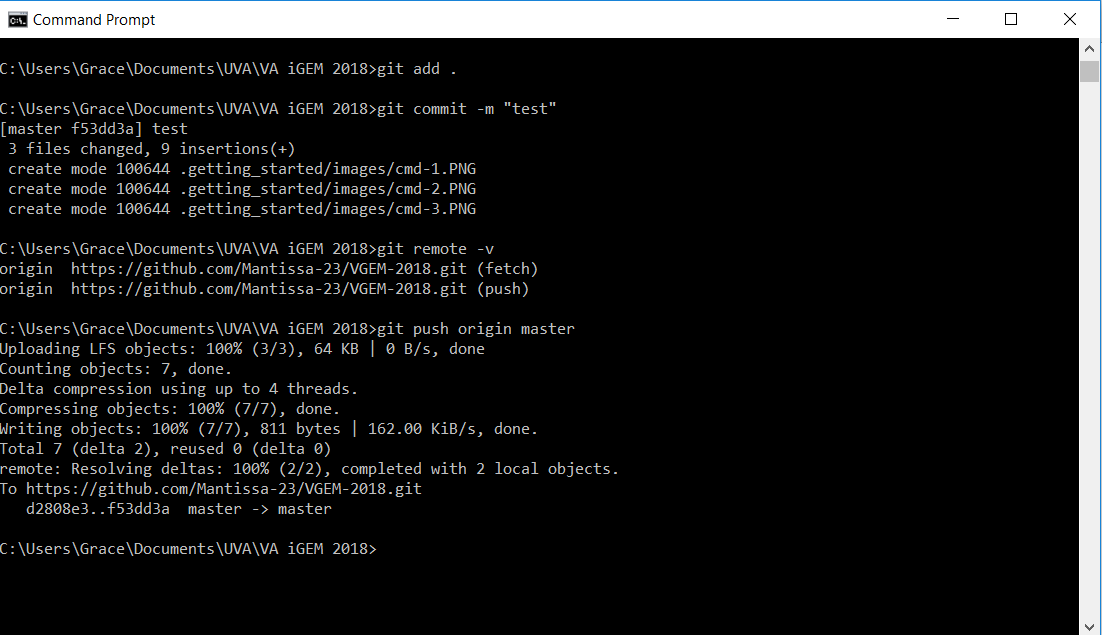 Command Prompt
C:\Users\Grace\Documents\UVA\VA iGEM 2018>git add .
C:\Users\Grace\Documents\UVA\VA iGEM 2018>git commit -m "test"
[master f53dd3a] test
 3 files changed, 9 insertions(+)
 create mode 100644 .getting_started/images/cmd-1.PNG
 create mode 100644 .getting_started/images/cmd-2.PNG
 create mode 100644 .getting_started/images/cmd-3.PNG
C:\Users\Grace\Documents\UVA\VA iGEM 2018>git remote -v
origin  https://github.com/Mantissa-23/VGEM-2018.git (fetch)
origin  https://github.com/Mantissa-23/VGEM-2018.git (push)
C:\Users\Grace\Documents\UVA\VA iGEM 2018>git push origin master
Uploading LFS objects: 100% (3/3), 64 KB | 0 B/s, done
Counting objects: 7, done.
Delta compression using up to 4 threads.
Compressing objects: 100% (7/7), done.
Writing objects: 100% (7/7), 811 bytes | 162.00 KiB/s, done.
Total 7 (delta 2), reused 0 (delta 0)
remote: Resolving deltas: 100% (2/2), completed with 2 local objects.
To https://github.com/Mantissa-23/VGEM-2018.git
   d2808e3..f53dd3a  master -> master
C:\Users\Grace\Documents\UVA\VA iGEM 2018>